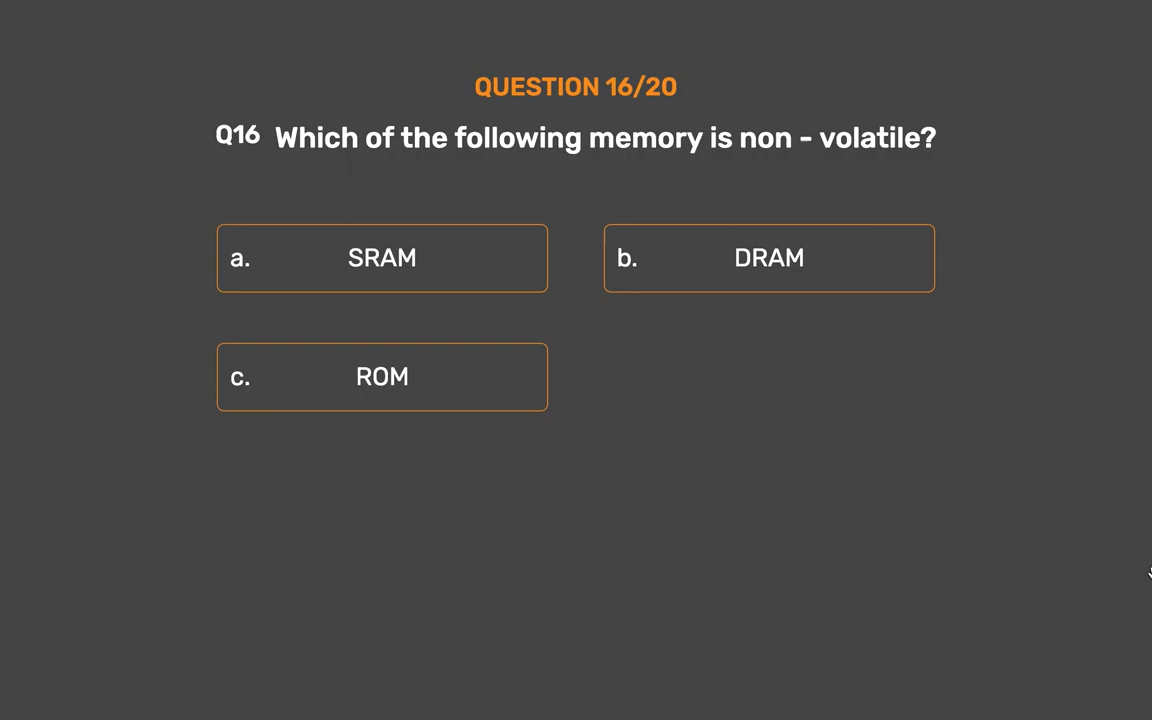 QUESTION 16/20
Q16 Which of the following memory is non - volatile?
a. SRAM
b. DRAM
c. ROM